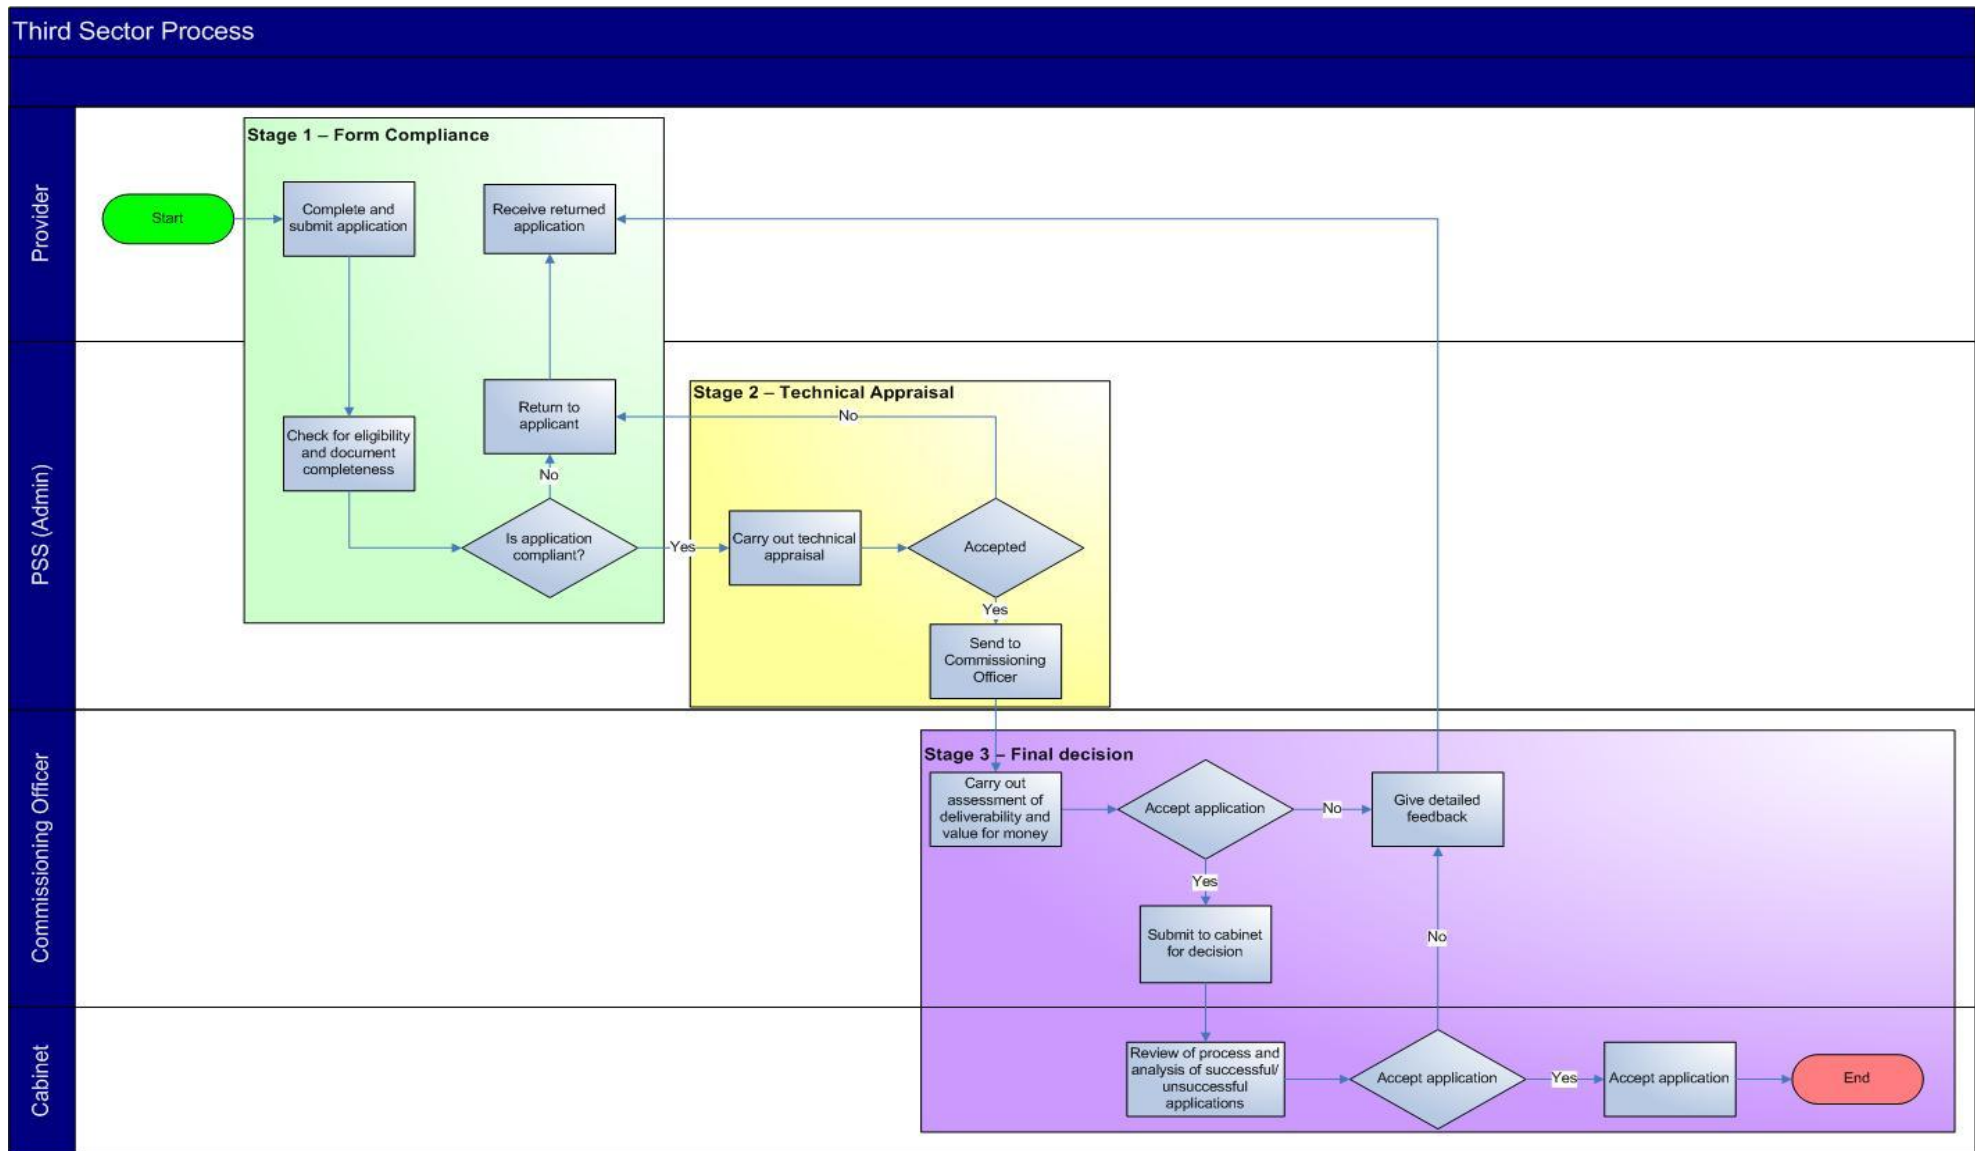 Third Sector Process
Provider
Start
Stage 1 – Form Compliance
Complete and
submit application
Receive returned
application
PSS (Admin)
Check for eligibility
and document
completeness
Return to
applicant
No
Is application
compliant?
Yes
Stage 2 – Technical Appraisal
No
Carry out technical
appraisal
Accepted
Yes
Send to
Commissioning
Officer
Commissioning Officer
Stage 3 – Final decision
Carry out
assessment of
deliverability and
value for money
Accept application
No
Give detailed
feedback
Yes
Submit to cabinet
for decision
No
Cabinet
Review of process and
analysis of successful/
unsuccessful
applications
Accept application
Yes
Accept application
End